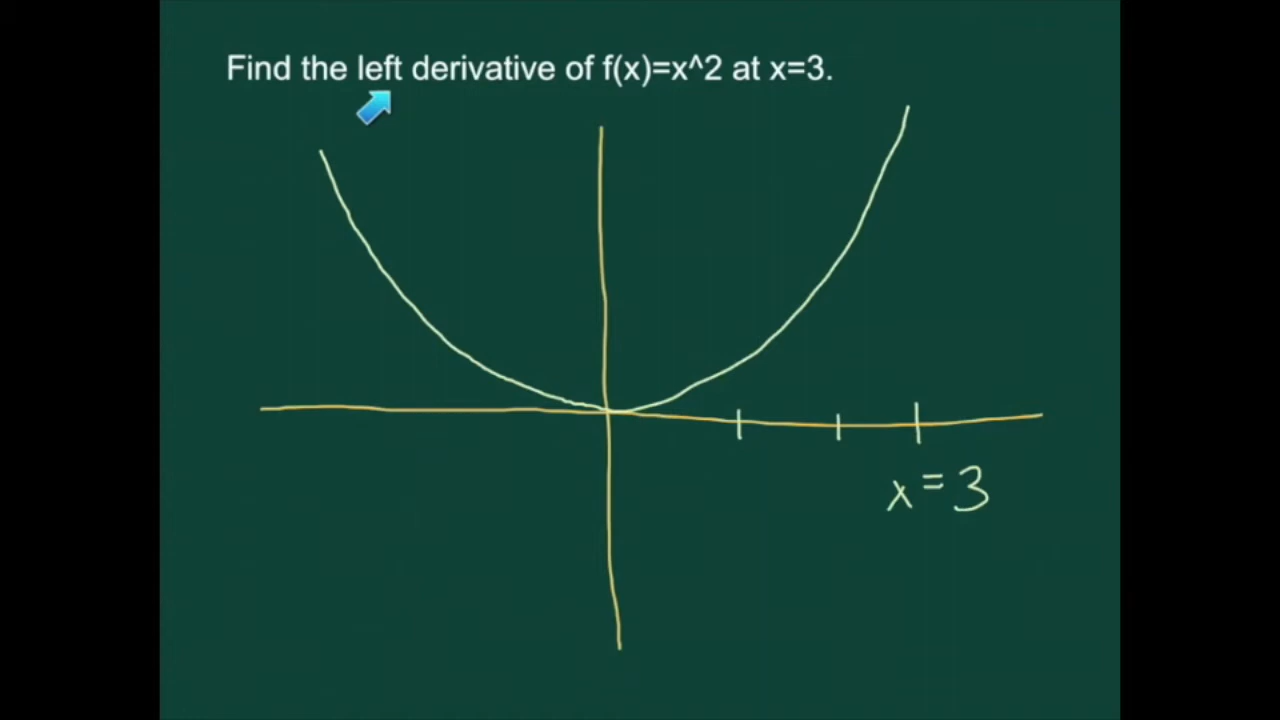 Find the left derivative of f(x)=x^2 at x=3.
x=3